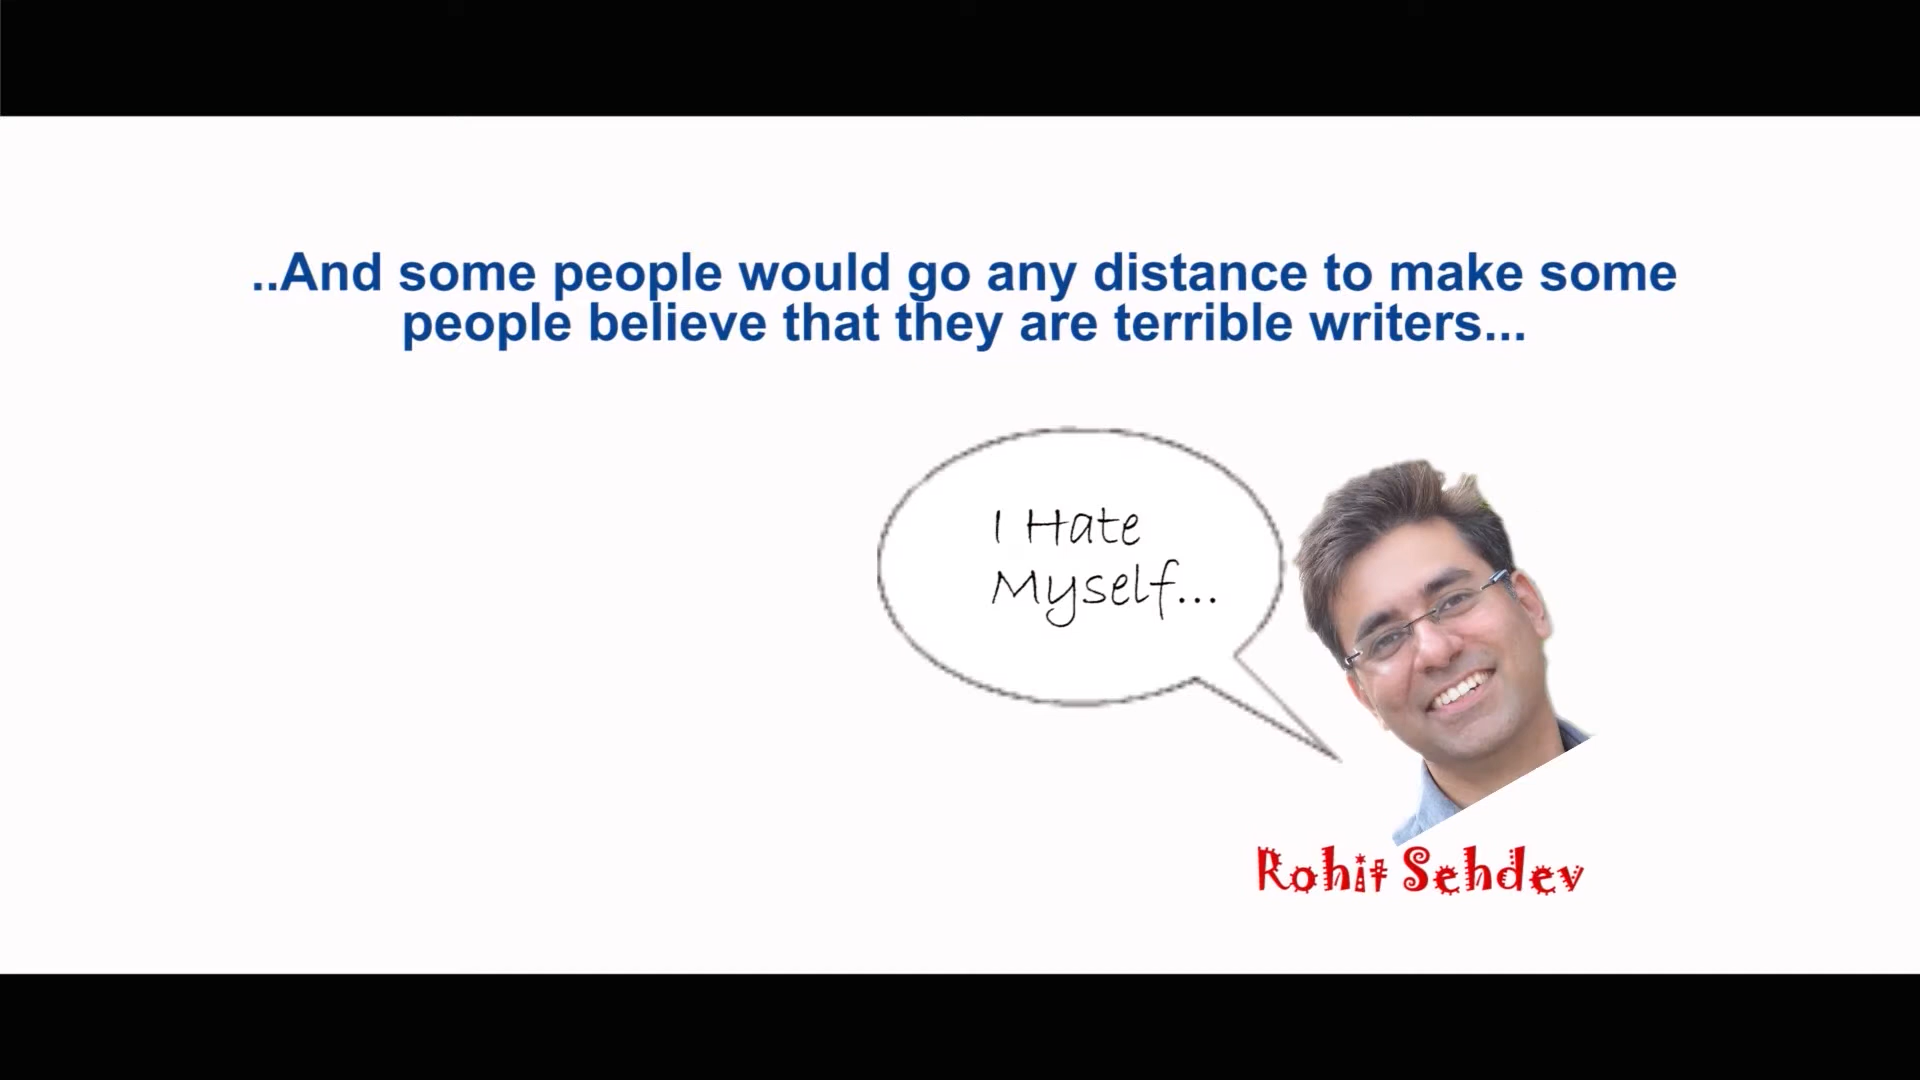 ..And some people would go any distance to make some
people believe that they are terrible writers...
I Hate
Myself...
Rohit Sehdev